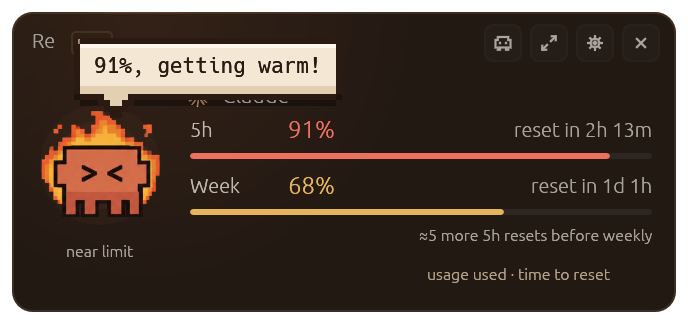 Re
91%, getting warm!
Claude
5h 91% reset in 2h 13m
Week 68% reset in 1d 1h
≈5 more 5h resets before weekly
near limit
usage used · time to reset